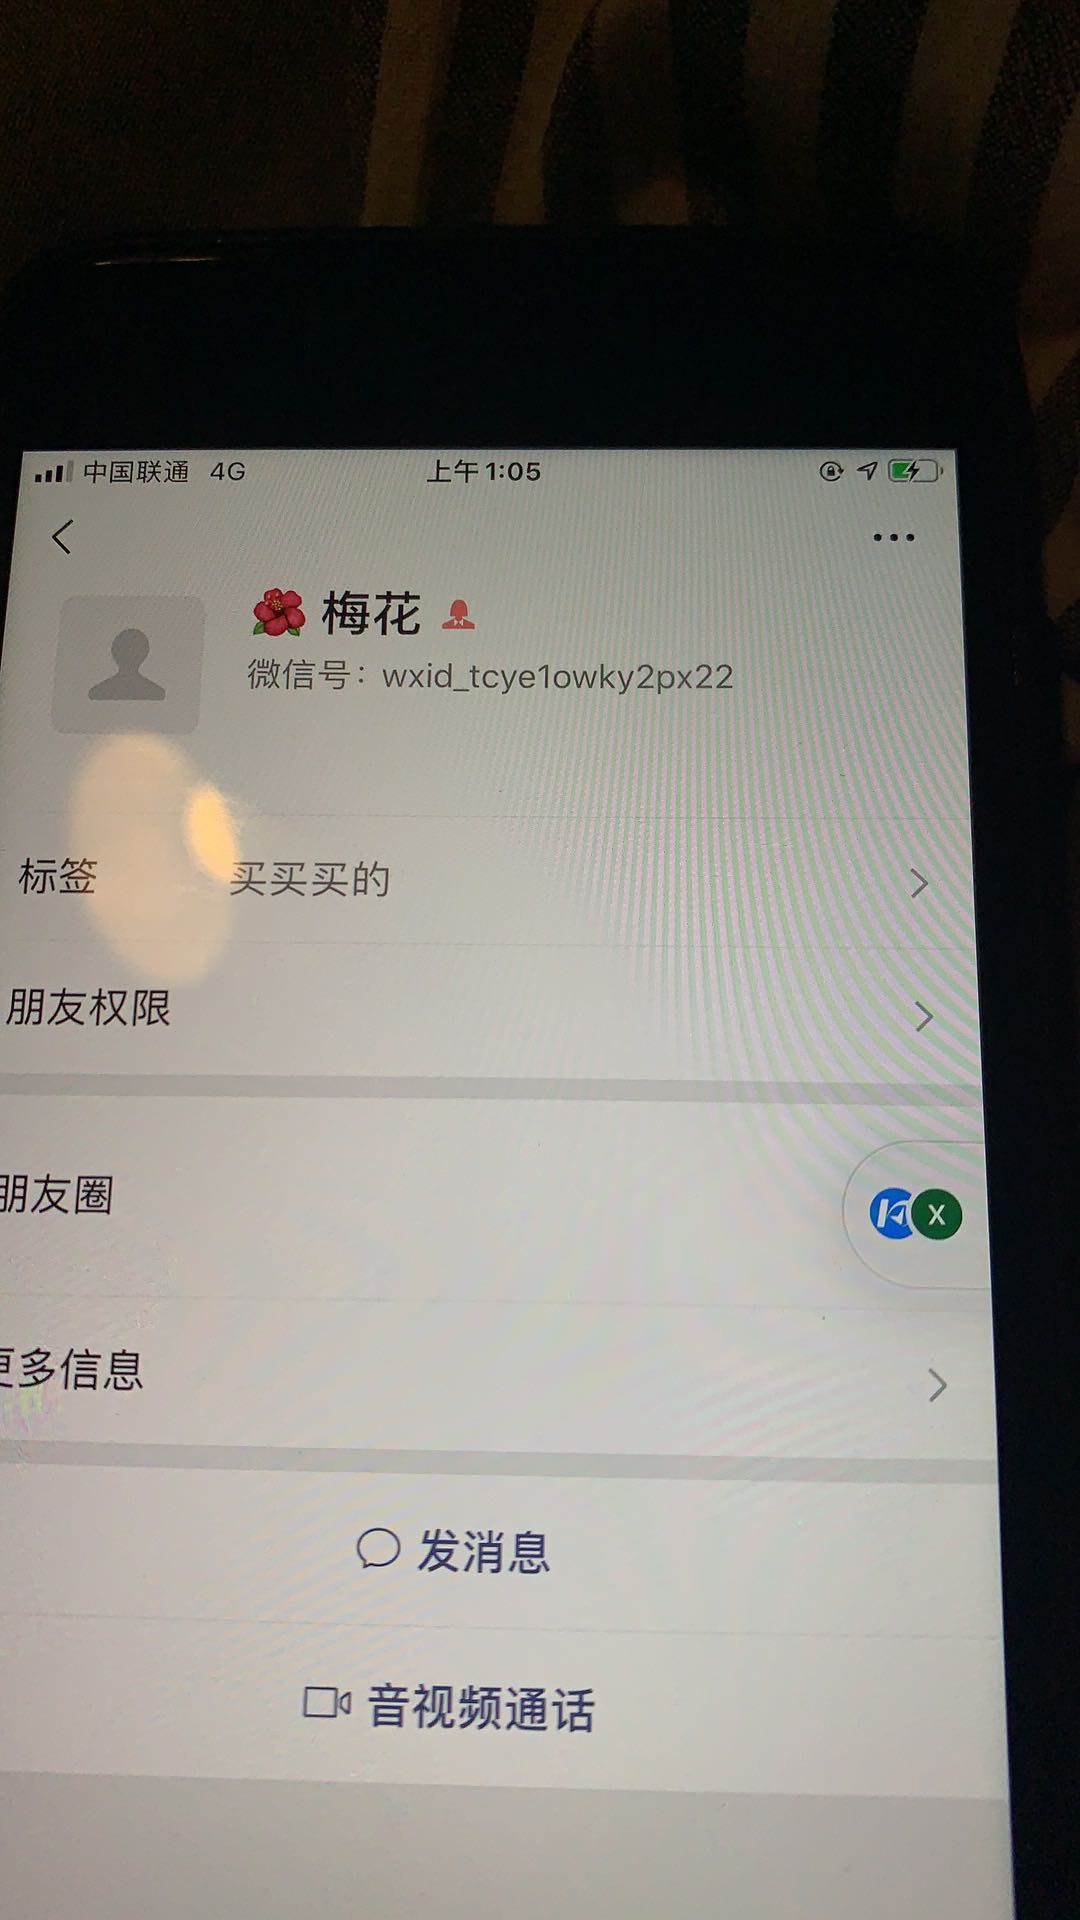 中国联通 4G 上午1:05
🌺 梅花
微信号：wxid_tcye1owky2px22
标签 买买买的
朋友权限
朋友圈
X
更多信息
发消息
音视频通话